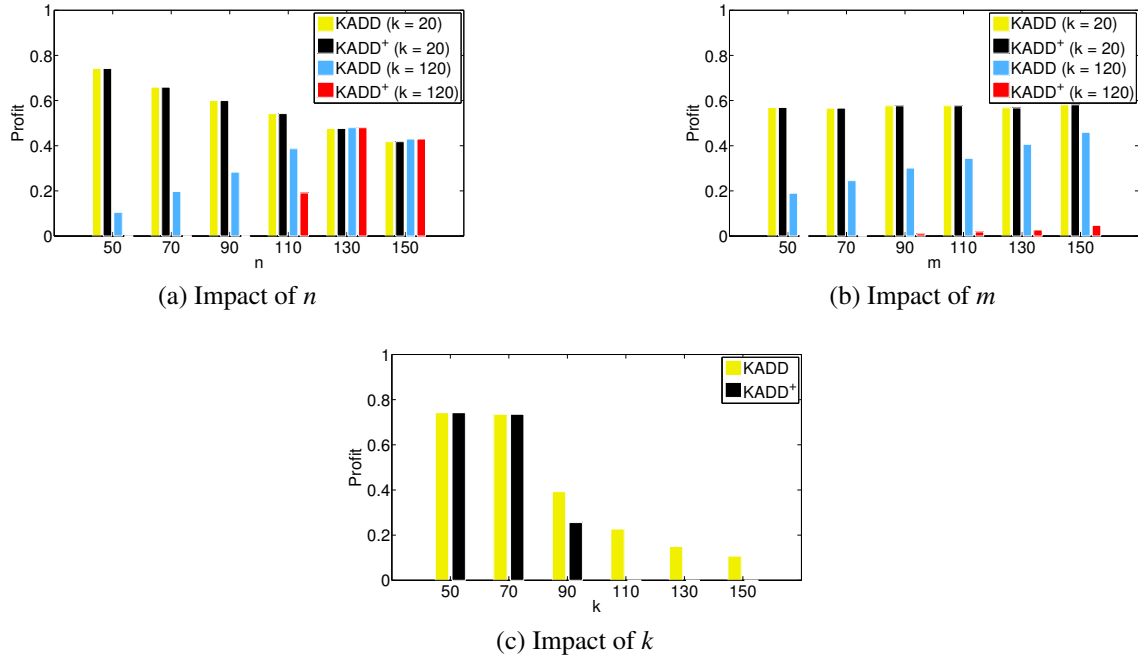 1
0.8
0.6
0.4
0.2
0
Profit
50 70 90 110 130 150
n
KADD (k = 20)
KADD+ (k = 20)
KADD (k = 120)
KADD+ (k = 120)
(a) Impact of n
1
0.8
0.6
0.4
0.2
0
Profit
50 70 90 110 130 150
m
KADD (k = 20)
KADD+ (k = 20)
KADD (k = 120)
KADD+ (k = 120)
(b) Impact of m
1
0.8
0.6
0.4
0.2
0
Profit
50 70 90 110 130 150
k
KADD
KADD+
(c) Impact of k